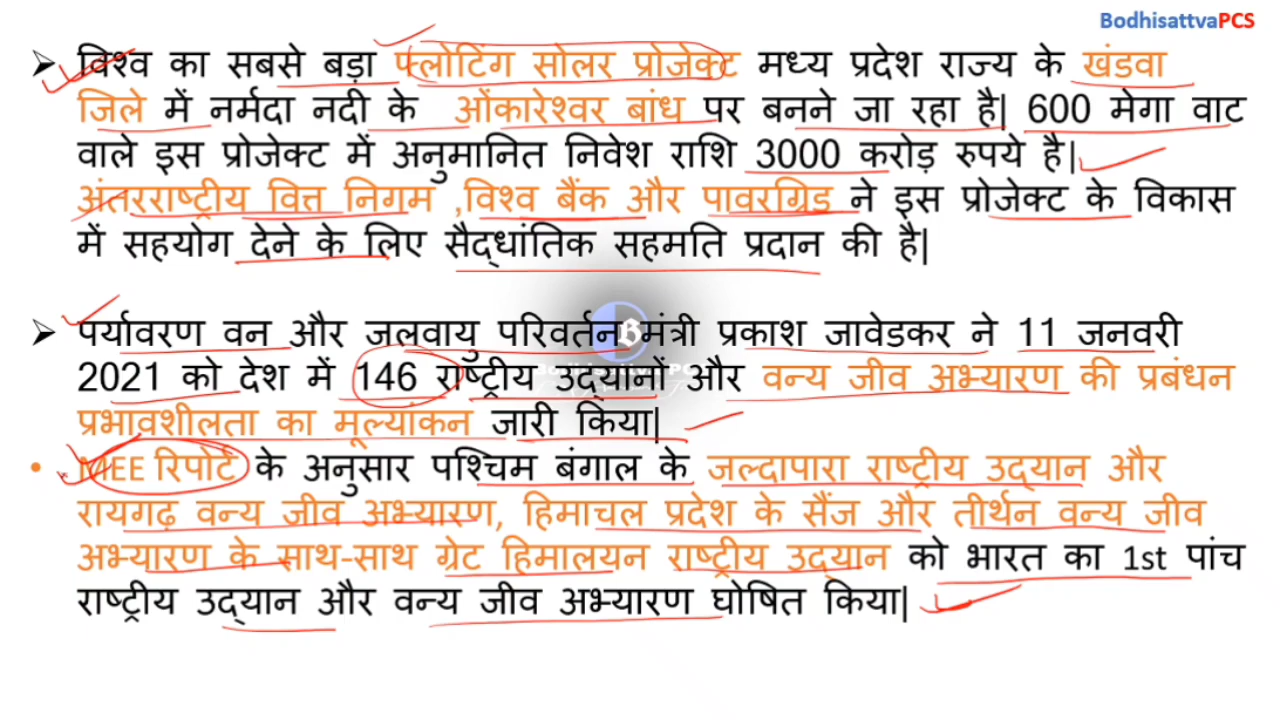 BodhisattvaPCS
➤ विश्व का सबसे बड़ा फ्लोटिंग सोलर प्रोजेक्ट मध्य प्रदेश राज्य के खंडवा
जिले में नर्मदा नदी के ओंकारेश्वर बांध पर बनने जा रहा है| 600 मेगा वाट
वाले इस प्रोजेक्ट में अनुमानित निवेश राशि 3000 करोड़ रुपये है|
अंतरराष्ट्रीय वित्त निगम ,विश्व बैंक और पावरग्रिड ने इस प्रोजेक्ट के विकास
में सहयोग देने के लिए सैद्धांतिक सहमति प्रदान की है|
➤ पर्यावरण वन और जलवायु परिवर्तन मंत्री प्रकाश जावेडकर ने 11 जनवरी
2021 को देश में 146 राष्ट्रीय उद्यानों और वन्य जीव अभ्यारण की प्रबंधन
प्रभावशीलता का मूल्यांकन जारी किया|
• MEE रिपोर्ट के अनुसार पश्चिम बंगाल के जल्दापारा राष्ट्रीय उद्यान और
रायगढ़ वन्य जीव अभ्यारण, हिमाचल प्रदेश के सैंज और तीर्थन वन्य जीव
अभ्यारण के साथ-साथ ग्रेट हिमालयन राष्ट्रीय उद्यान को भारत का 1st पांच
राष्ट्रीय उद्यान और वन्य जीव अभ्यारण घोषित किया|